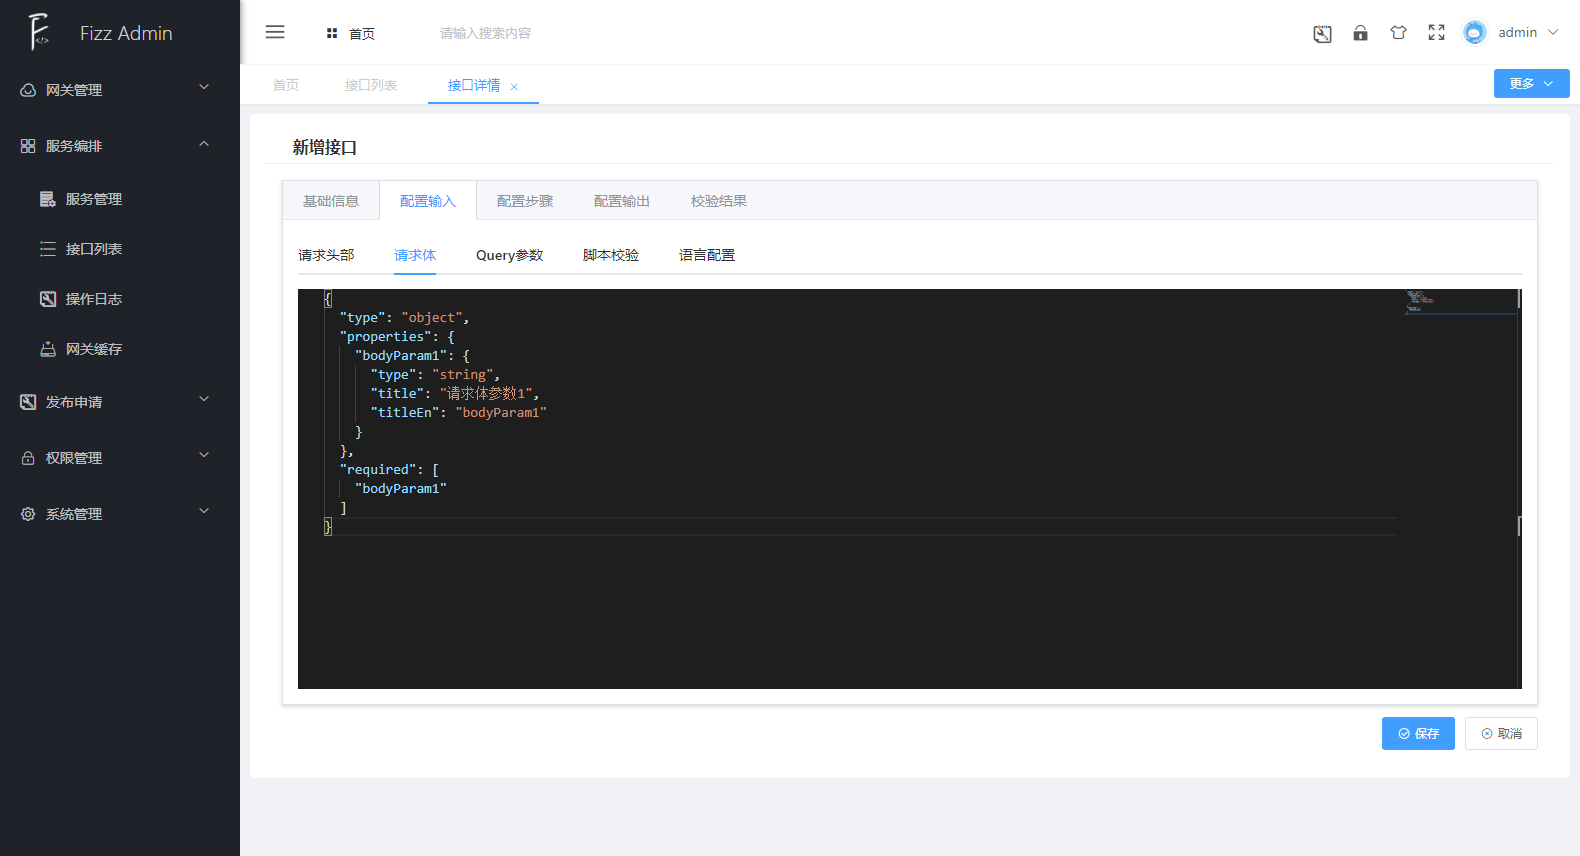 Fizz Admin
首页
请输入搜索内容
admin
网关管理
服务编排
服务管理
接口列表
操作日志
网关缓存
发布申请
权限管理
系统管理
首页
接口列表
接口详情
更多
新增接口
基础信息
配置输入
配置步骤
配置输出
校验结果
请求头部
请求体
Query参数
脚本校验
语言配置
{
"type": "object",
"properties": {
"bodyParam1": {
"type": "string",
"title": "请求体参数1",
"titleEn": "bodyParam1"
}
},
"required": [
"bodyParam1"
]
}
保存
取消